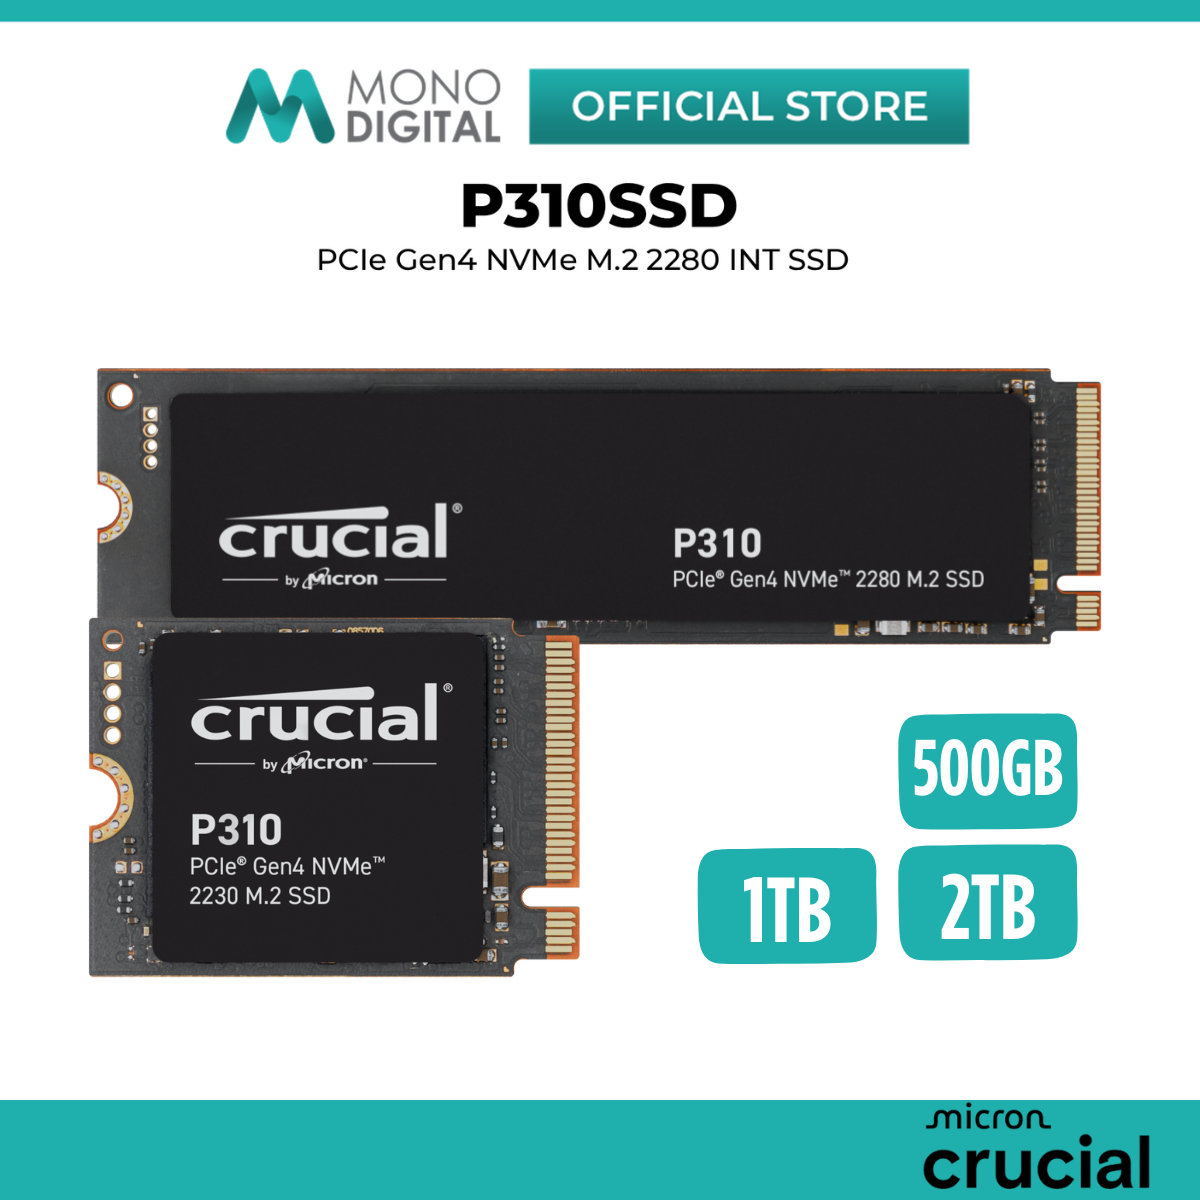 MONO
DIGITAL
OFFICIAL STORE
P310SSD
PCIe Gen4 NVMe M.2 2280 INT SSD
crucial®
by Micron
P310
PCIe® Gen4 NVMe™ 2280 M.2 SSD
crucial®
by Micron®
P310
PCIe® Gen4 NVMe™
2230 M.2 SSD
500GB
1TB
2TB
micron
crucial